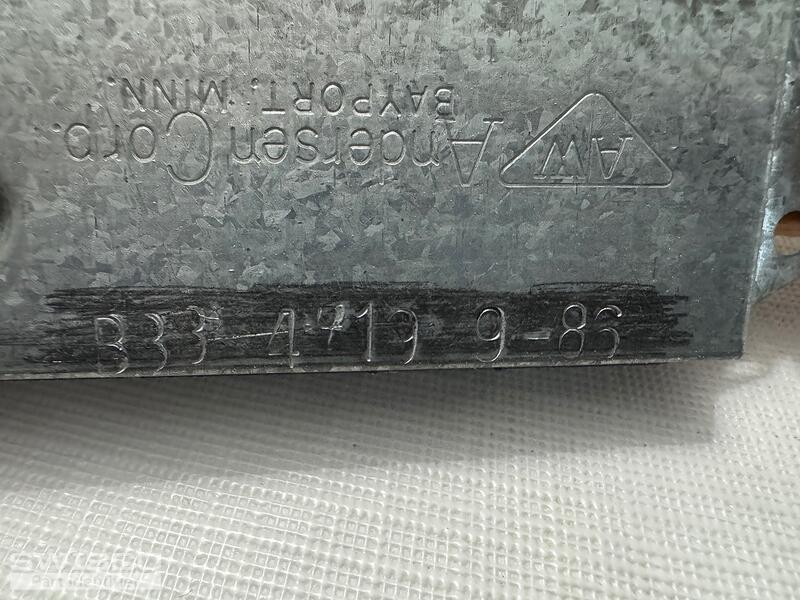 AW
Andersen Corp.
BAYPORT, MINN.
B33 4719 9-86